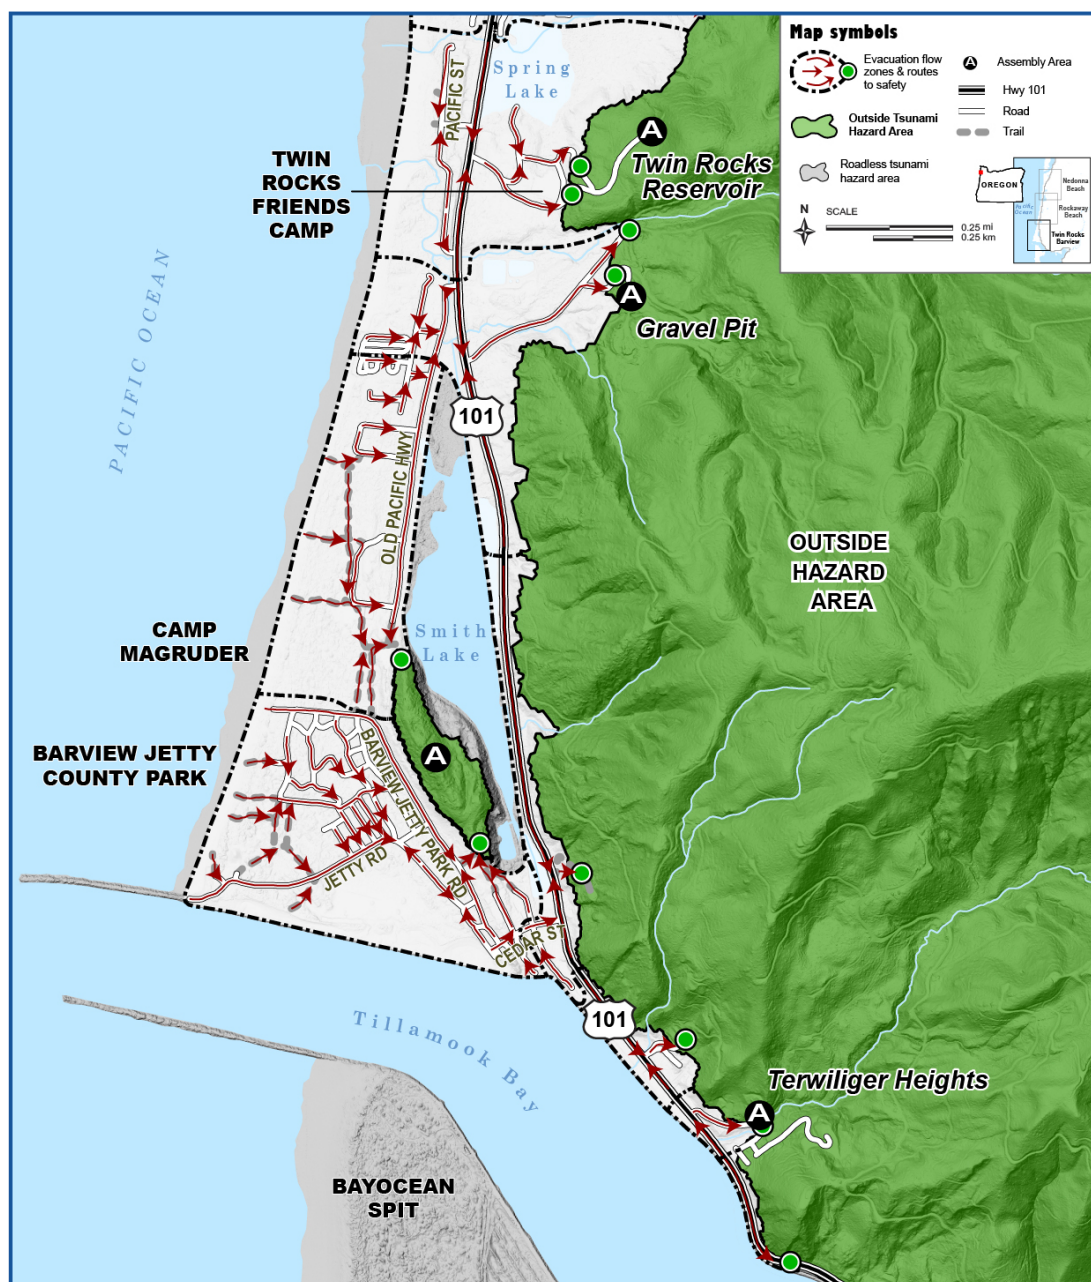 Map symbols
Evacuation flow
zones & routes
to safety
A
Assembly Area
Hwy 101
Outside Tsunami
Hazard Area
Road
Trail
Roadless tsunami
hazard area
OREGON
Pacific
Ocean
Nedonna
Beach
Rockaway
Beach
Twin Rocks
Barview
N
SCALE
0.25 mi
0.25 km
PACIFIC ST
Spring
Lake
A
TWIN
ROCKS
FRIENDS
CAMP
Twin Rocks
Reservoir
A
Gravel Pit
PACIFIC OCEAN
101
OLD PACIFIC HWY
OUTSIDE
HAZARD
AREA
CAMP
MAGRUDER
Smith
Lake
BARVIEW JETTY
COUNTY PARK
A
BARVIEW JETTY PARK RD
JETTY RD
CEDAR ST
101
Tillamook Bay
Terwiliger Heights
A
BAYOCEAN
SPIT